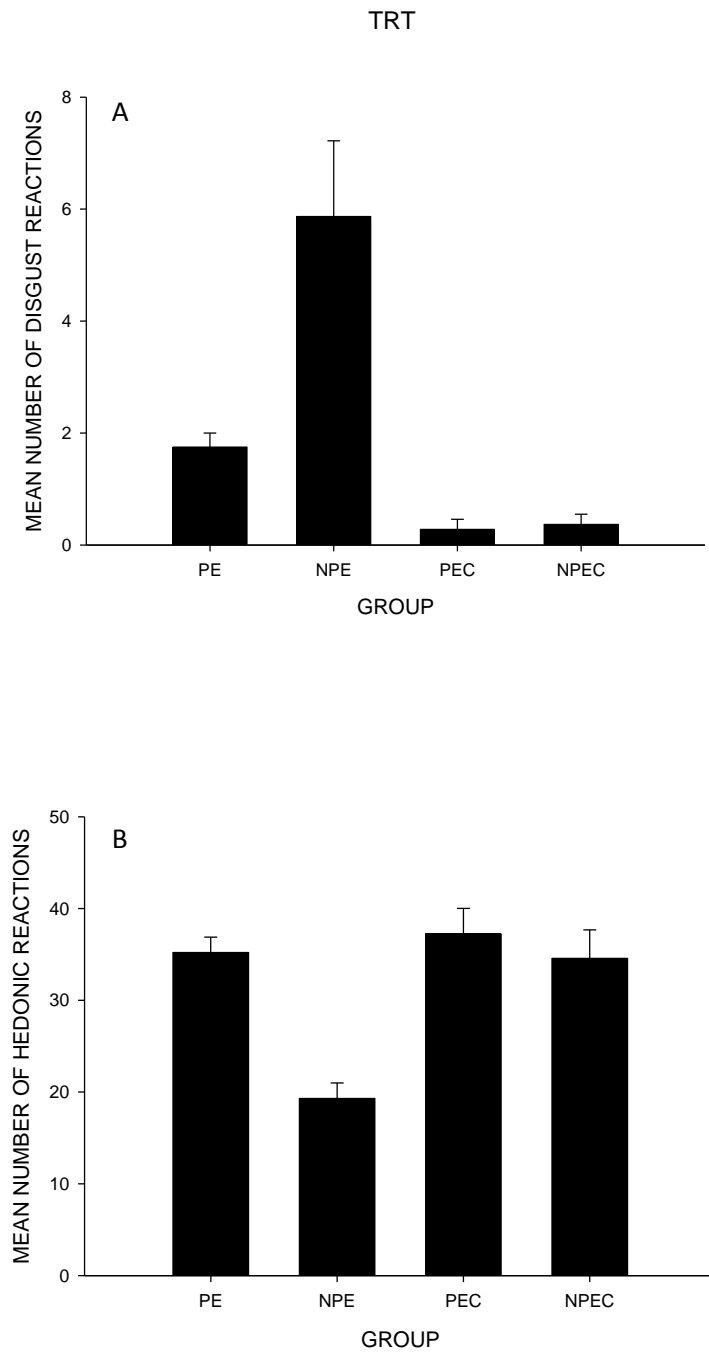 TRT
A
MEAN NUMBER OF DISGUST REACTIONS
8
6
4
2
0
PE NPE PEC NPEC
GROUP
B
MEAN NUMBER OF HEDONIC REACTIONS
50
40
30
20
10
0
PE NPE PEC NPEC
GROUP